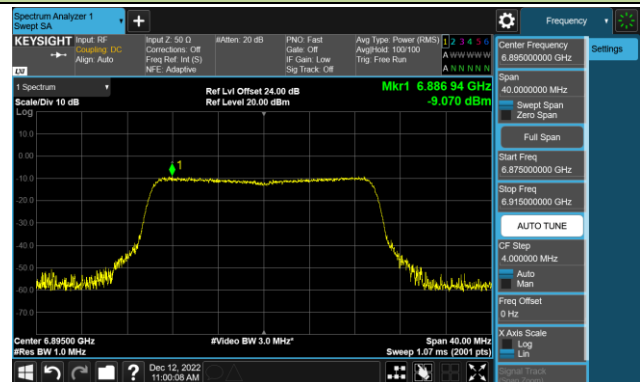 Spectrum Analyzer 1
Swept SA
Frequency
KEYSIGHT
Input: RF
Coupling: DC
Align: Auto
Input Z: 50 Ω
Corrections: Off
Freq Ref: Int (S)
NFE: Adaptive
#Atten: 20 dB
PNO: Fast
Gate: Off
IF Gain: Low
Sig Track: Off
Avg Type: Power (RMS)
Avg|Hold: 100/100
Trig: Free Run
1 2 3 4 5 6
A W W W W W
A N N N N N
LXI
1 Spectrum
Scale/Div 10 dB
Log
Ref Lvl Offset 24.00 dB
Ref Level 20.00 dBm
Mkr1 6.886 94 GHz
-9.070 dBm
10.0
0.00
1
-10.0
-20.0
-30.0
-40.0
-50.0
-60.0
-70.0
Center 6.89500 GHz
#Res BW 1.0 MHz
#Video BW 3.0 MHz*
Span 40.00 MHz
Sweep 1.07 ms (2001 pts)
Dec 12, 2022
11:00:08 AM
?
Center Frequency
6.895000000 GHz
Settings
Span
40.0000000 MHz
Swept Span
Zero Span
Full Span
Start Freq
6.875000000 GHz
Stop Freq
6.915000000 GHz
AUTO TUNE
CF Step
4.000000 MHz
Auto
Man
Freq Offset
0 Hz
X Axis Scale
Log
Lin
Signal Track
(Span Zoom)